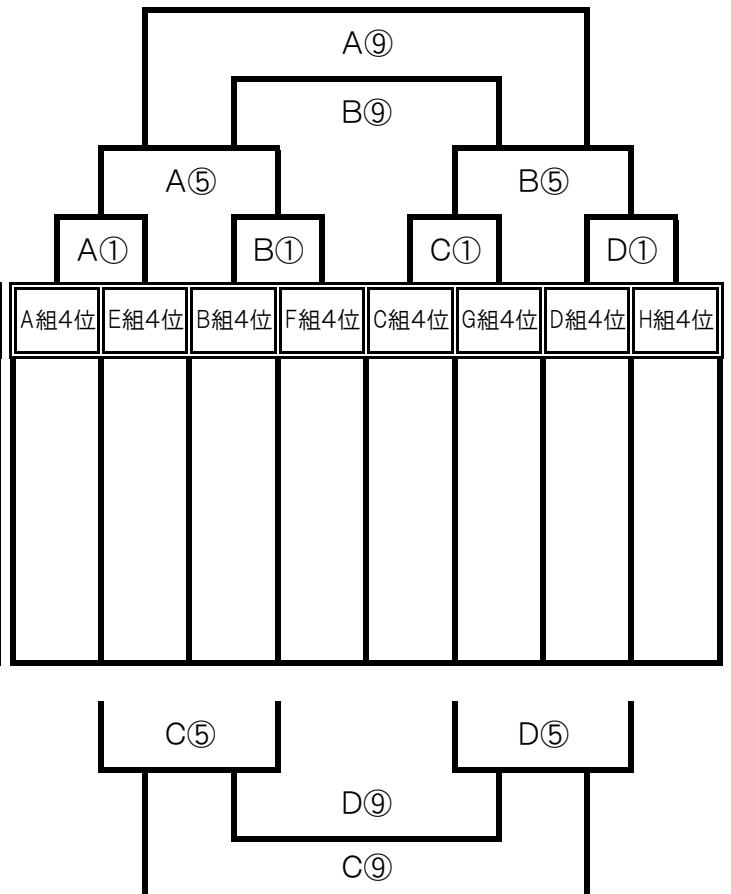 A⑨
B⑨
A⑤ B⑤
A① B① C① D①
A組4位 E組4位 B組4位 F組4位 C組4位 G組4位 D組4位 H組4位
C⑤ D⑤
D⑨
C⑨